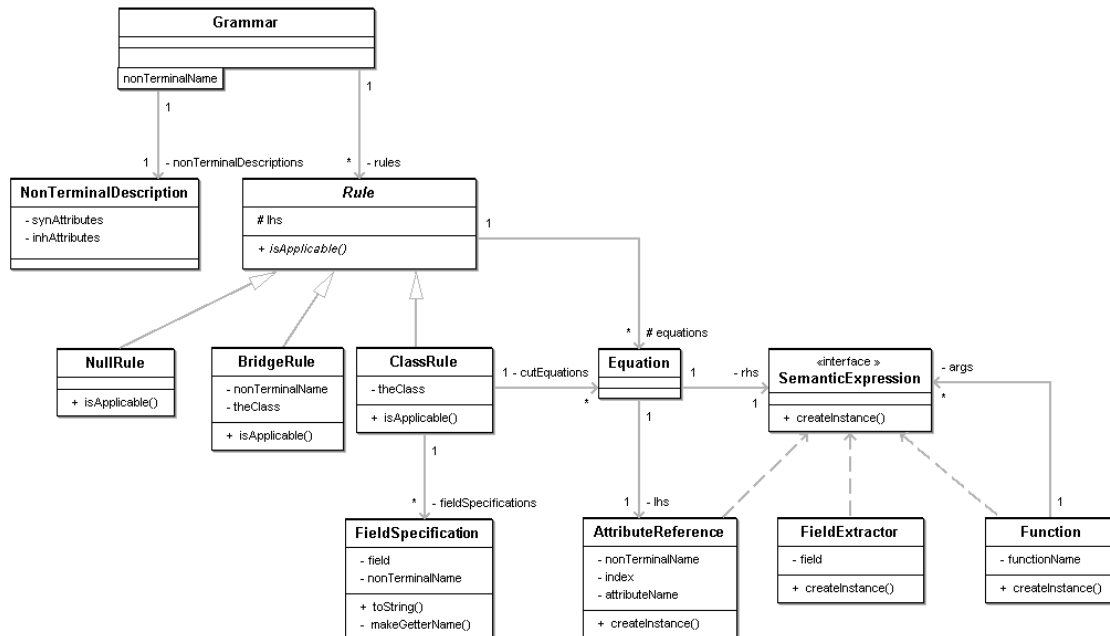 Grammar
nonTerminalName
1
1
1 - nonTerminalDescriptions
* - rules
NonTerminalDescription
- synAttributes
- inhAttributes
Rule
# lhs
+ isApplicable()
1
* # equations
NullRule
+ isApplicable()
BridgeRule
- nonTerminalName
- theClass
+ isApplicable()
ClassRule
- theClass
+ isApplicable()
1 - cutEquations
*
Equation
1 - rhs
1
«interface »
SemanticExpression
+ createInstance()
- args
*
1
1
* - fieldSpecifications
1 - lhs
1
FieldSpecification
- field
- nonTerminalName
+ toString()
- makeGetterName()
AttributeReference
- nonTerminalName
- index
- attributeName
+ createInstance()
FieldExtractor
- field
+ createInstance()
Function
- functionName
+ createInstance()